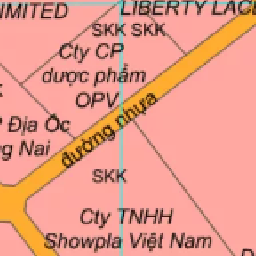 LIMITED
LIBERTY LACE
SKK SKK
Cty CP
dược phẩm
OPV
Địa Ốc
đường nhựa
SKK
Cty TNHH
Showpla Việt Nam